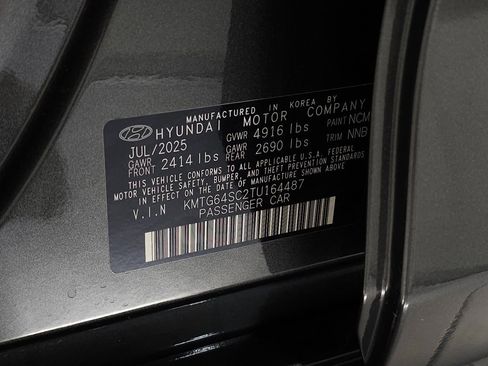 MANUFACTURED IN KOREA BY
HYUNDAI MOTOR COMPANY
JUL/2025 GVWR 4916 lbs PAINT NCM
GAWR FRONT 2414 lbs GAWR REAR 2690 lbs TRIM NNB
THIS VEHICLE CONFORMS TO ALL APPLICABLE U.S.A. FEDERAL
MOTOR VEHICLE SAFETY, BUMPER, AND THEFT PREVENTION STANDARDS
IN EFFECT ON THE DATE OF MANUFACTURE SHOWN ABOVE
V.I.N KMTG64SC2TU164487
PASSENGER CAR